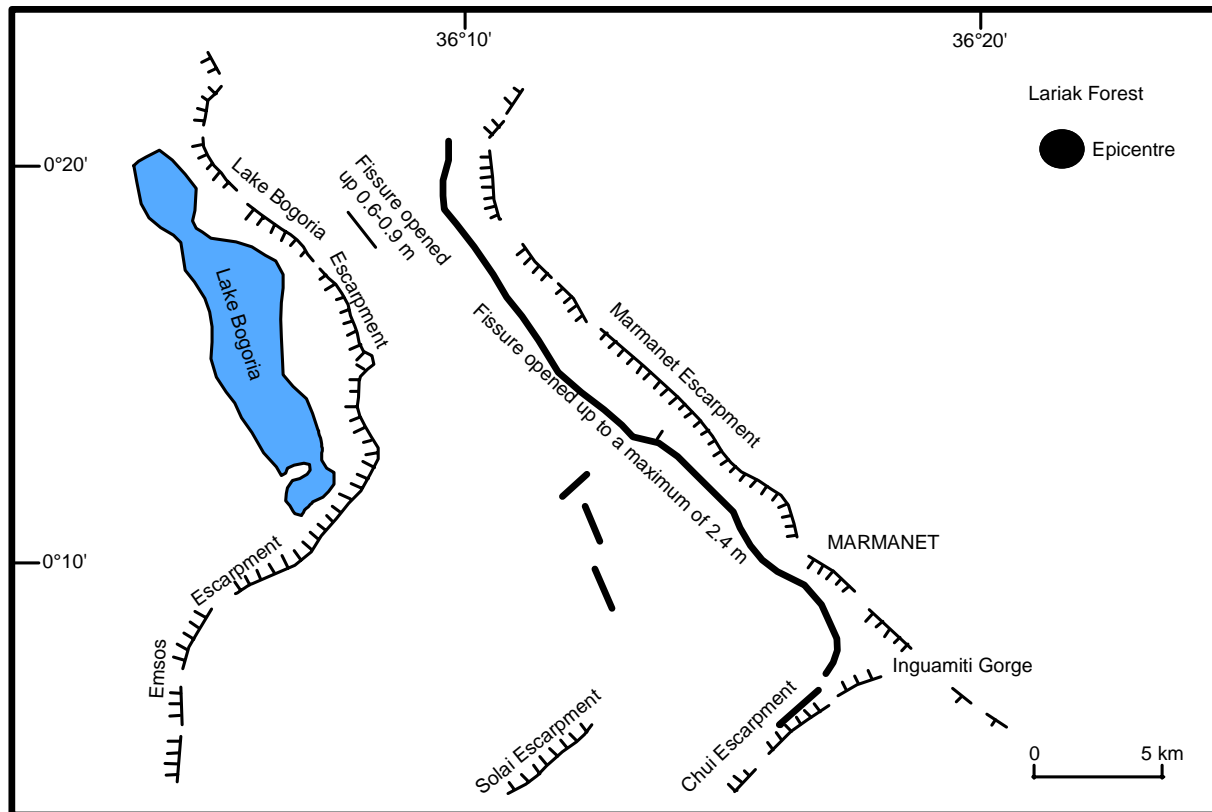 36°10'
36°20'
Lariak Forest
Epicentre
0°20'
Lake Bogoria
Escarpment
Fissure opened
up 0.6-0.9 m
Lake Bogoria
Marmanet Escarpment
Fissure opened up to a maximum of 2.4 m
MARMANET
0°10'
Escarpment
Emsos
Inguamiti Gorge
Solai Escarpment
Chui Escarpment
0
5 km